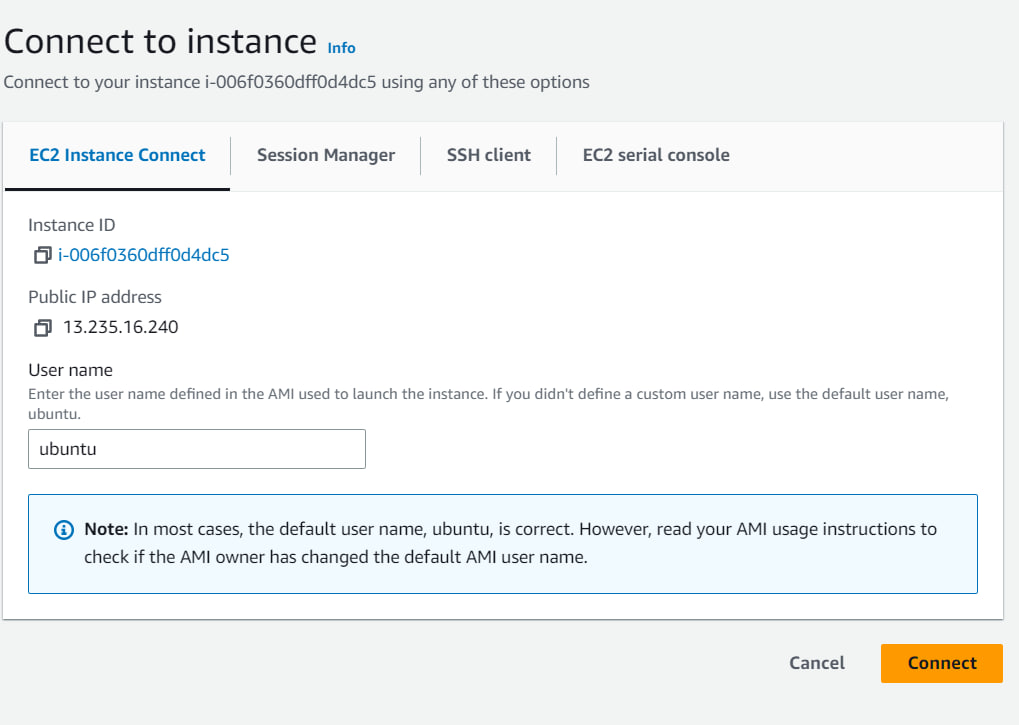 Connect to instance Info
Connect to your instance i-006f0360dff0d4dc5 using any of these options
EC2 Instance Connect Session Manager SSH client EC2 serial console
Instance ID
i-006f0360dff0d4dc5
Public IP address
13.235.16.240
User name
Enter the user name defined in the AMI used to launch the instance. If you didn't define a custom user name, use the default user name,
ubuntu.
ubuntu
Note: In most cases, the default user name, ubuntu, is correct. However, read your AMI usage instructions to
check if the AMI owner has changed the default AMI user name.
Cancel Connect